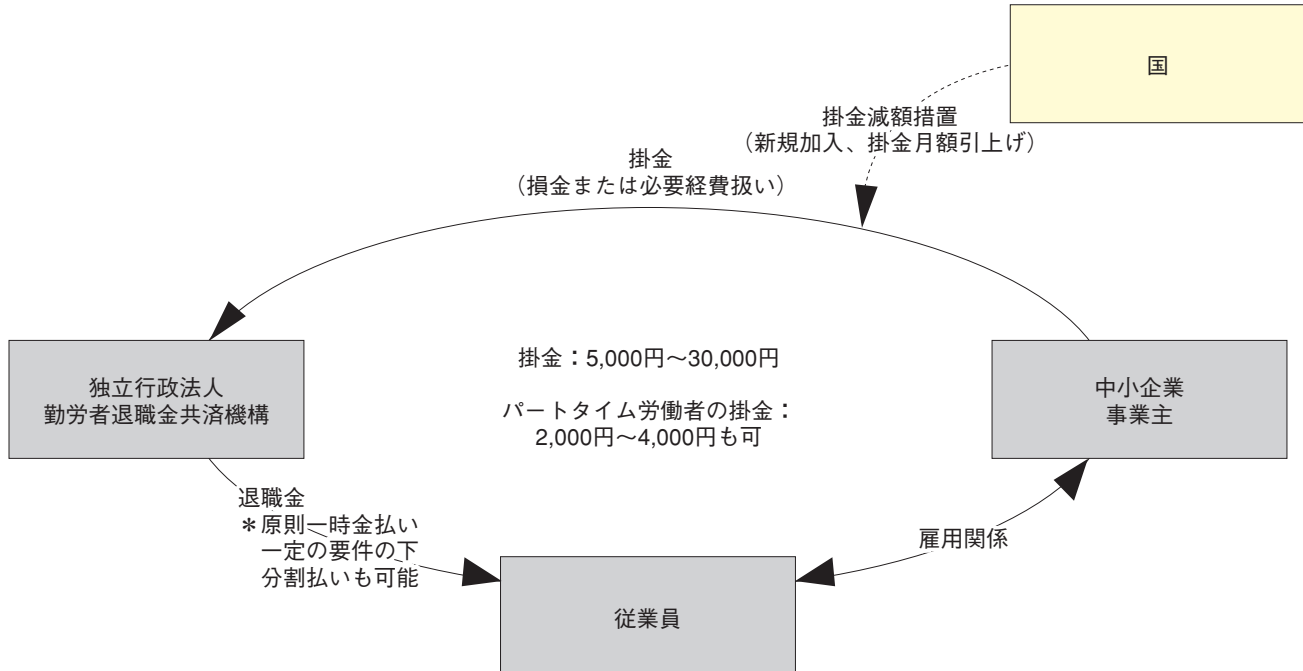 国
掛金減額措置
（新規加入、掛金月額引上げ）
掛金
（損金または必要経費扱い）
独立行政法人
勤労者退職金共済機構
掛金：5,000円～30,000円
パートタイム労働者の掛金：
2,000円～4,000円も可
中小企業
事業主
退職金
＊原則一時金払い
一定の要件の下
分割払いも可能
雇用関係
従業員